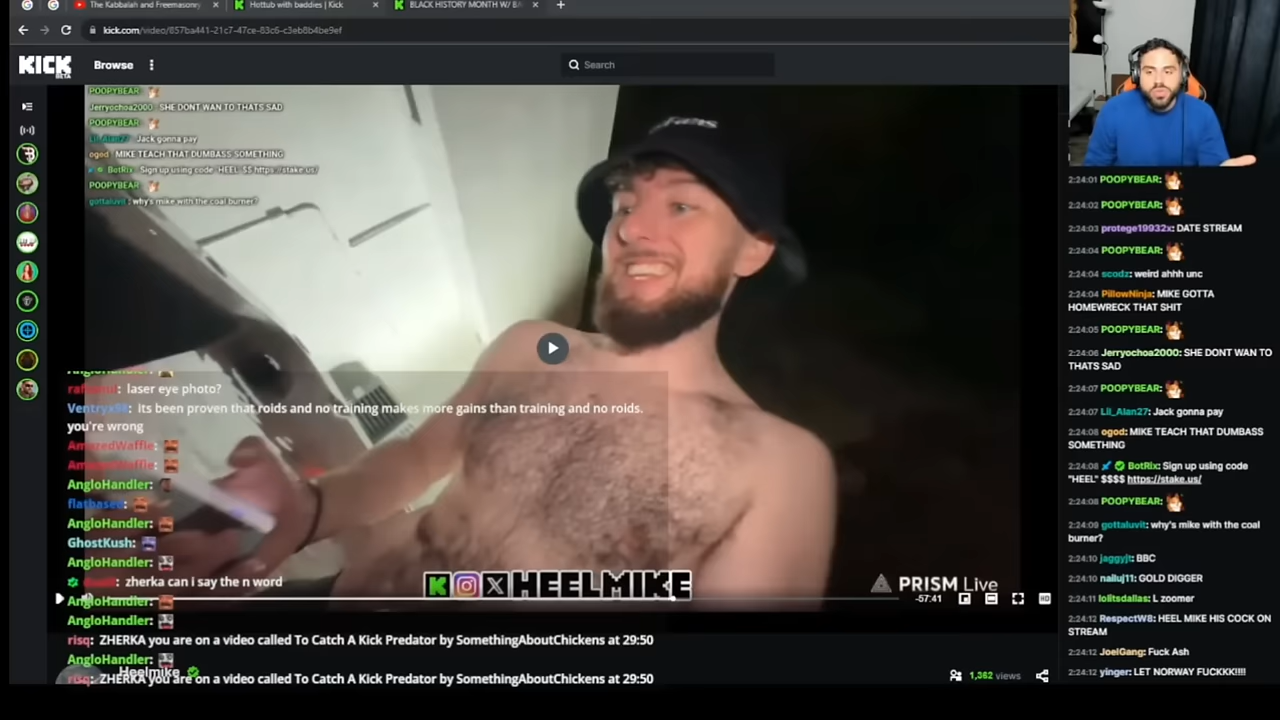 The Kabbalah and Freemasonry
Hottub with baddies | Kick
BLACK HISTORY MONTH W/ BA
kick.com/video/857ba441-21c7-47ce-83c6-c3eb8b4be9ef
KICK
BETA
Browse
Search
POOPYBEAR:
Jerryochoa2000: SHE DONT WAN TO THATS SAD
POOPYBEAR:
Lil_Alan27: Jack gonna pay
ogod: MIKE TEACH THAT DUMBASS SOMETHING
BotRix: Sign up using code "HEEL" $$ https://stake.us/
POOPYBEAR:
gottaluvit: why's mike with the coal burner?
AngloHandler:
laser eye photo?
its been proven that roids and no training makes more gains than training and no roids.
you're wrong
AmazedWaffle:
AmazedWaffle:
AngloHandler:
flatbased:
AngloHandler:
GhostKush:
AngloHandler:
: zherka can i say the n word
AngloHandler:
AngloHandler:
risq: ZHERKA you are on a video called To Catch A Kick Predator by SomethingAboutChickens at 29:50
AngloHandler:
risq: ZHERKA you are on a video called To Catch A Kick Predator by SomethingAboutChickens at 29:50
HEELMIKE
PRISM Live
-57:41
HD
Heelmike
1,362 views
2:24:01 POOPYBEAR:
2:24:02 POOPYBEAR:
2:24:03 protege19932x: DATE STREAM
2:24:04 POOPYBEAR:
2:24:04 scodz: weird ahhh unc
2:24:04 PillowNinja: MIKE GOTTA
HOMEWRECK THAT SHIT
2:24:05 POOPYBEAR:
2:24:06 Jerryochoa2000: SHE DONT WAN TO
THATS SAD
2:24:07 POOPYBEAR:
2:24:07 Lil_Alan27: Jack gonna pay
2:24:08 ogod: MIKE TEACH THAT DUMBASS
SOMETHING
2:24:08 BotRix: Sign up using code
"HEEL" $$$$ https://stake.us/
2:24:08 POOPYBEAR:
2:24:09 gottaluvit: why's mike with the coal
burner?
2:24:10 jaggyjt: BBC
2:24:10 nailuj11: GOLD DIGGER
2:24:11 lolitsdallas: L zoomer
2:24:12 RespectW8: HEEL MIKE HIS COCK ON
STREAM
2:24:12 JoelGang: Fuck Ash
2:24:12 yinger: LET NORWAY FUCKKK!!!!